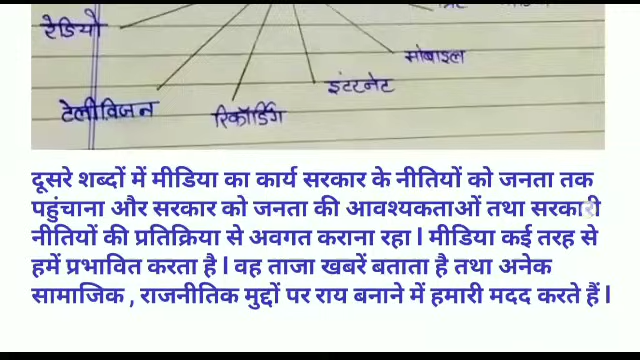 रेडियो
मोबाइल
इंटरनेट
टेलीविजन
रिकॉर्डिंग
दूसरे शब्दों में मीडिया का कार्य सरकार के नीतियों को जनता तक
पहुंचाना और सरकार को जनता की आवश्यकताओं तथा सरकारी
नीतियों की प्रतिक्रिया से अवगत कराना रहा l मीडिया कई तरह से
हमें प्रभावित करता है l वह ताजा खबरें बताता है तथा अनेक
सामाजिक , राजनीतिक मुद्दों पर राय बनाने में हमारी मदद करते हैं l